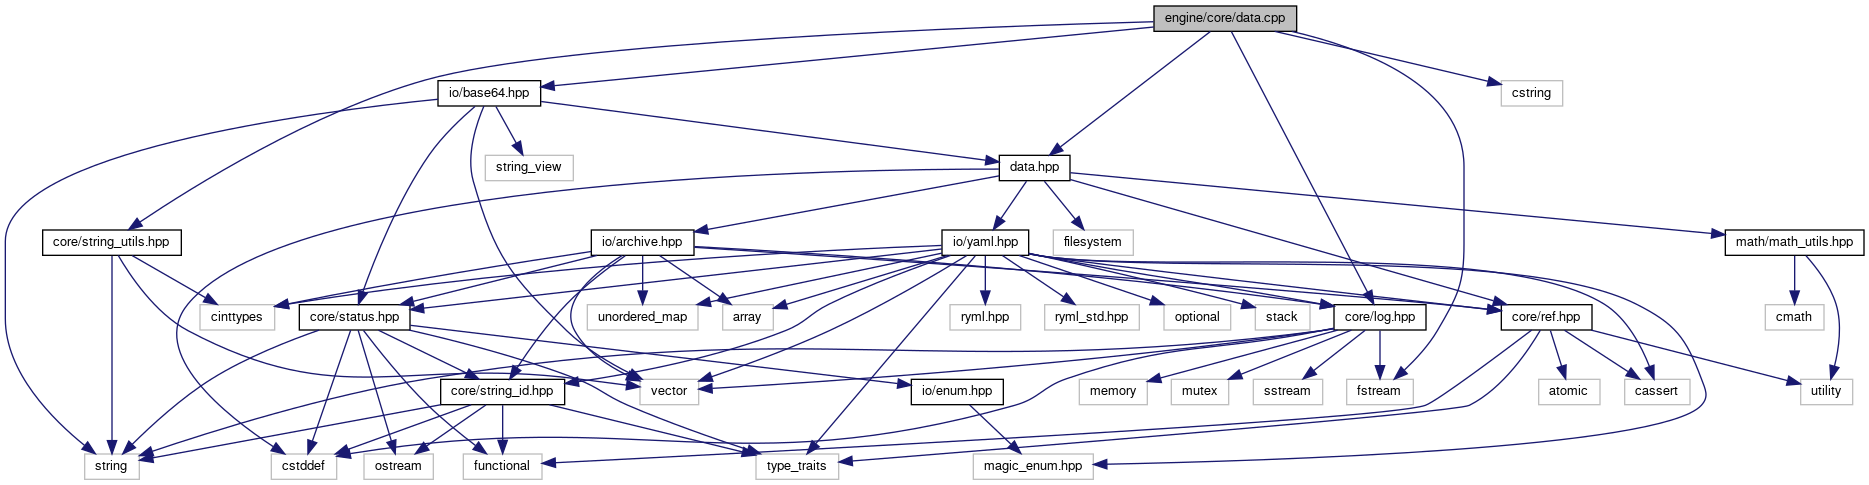 engine/core/data.cpp
io/base64.hpp
cstring
string_view
data.hpp
core/string_utils.hpp
io/archive.hpp
io/yaml.hpp
filesystem
math/math_utils.hpp
cinttypes
core/status.hpp
unordered_map
array
ryml.hpp
ryml_std.hpp
optional
stack
core/log.hpp
core/ref.hpp
cmath
core/string_id.hpp
vector
io/enum.hpp
memory
mutex
sstream
fstream
atomic
cassert
utility
string
cstddef
ostream
functional
type_traits
magic_enum.hpp